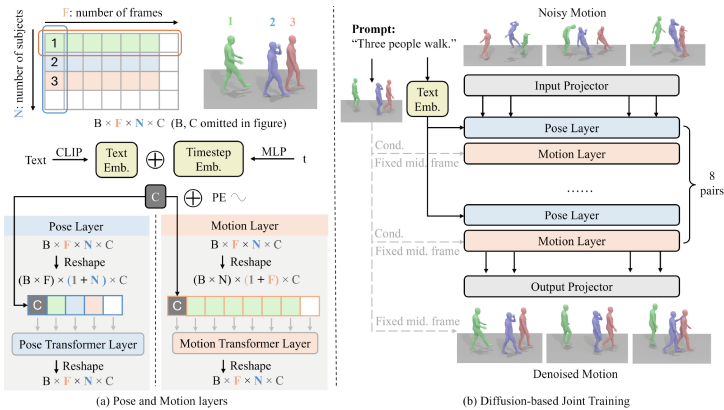 F: number of frames
N: number of subjects
1
2
3
1 2 3
B × F × N × C (B, C omitted in figure)
Text
CLIP
Text
Emb.
Timestep
Emb.
MLP
t
C
PE
Pose Layer
B × F × N × C
Reshape
(B × F) × (1 + N) × C
C
Pose Transformer Layer
Reshape
B × F × N × C
Motion Layer
B × F × N × C
Reshape
(B × N) × (1 + F) × C
C
Motion Transformer Layer
Reshape
B × F × N × C
(a) Pose and Motion layers
Prompt:
“Three people walk.”
Text
Emb.
Noisy Motion
Input Projector
Pose Layer
Cond.
Fixed mid. frame
Motion Layer
......
8
pairs
Pose Layer
Cond.
Fixed mid. frame
Motion Layer
Output Projector
Fixed mid. frame
Denoised Motion
(b) Diffusion-based Joint Training